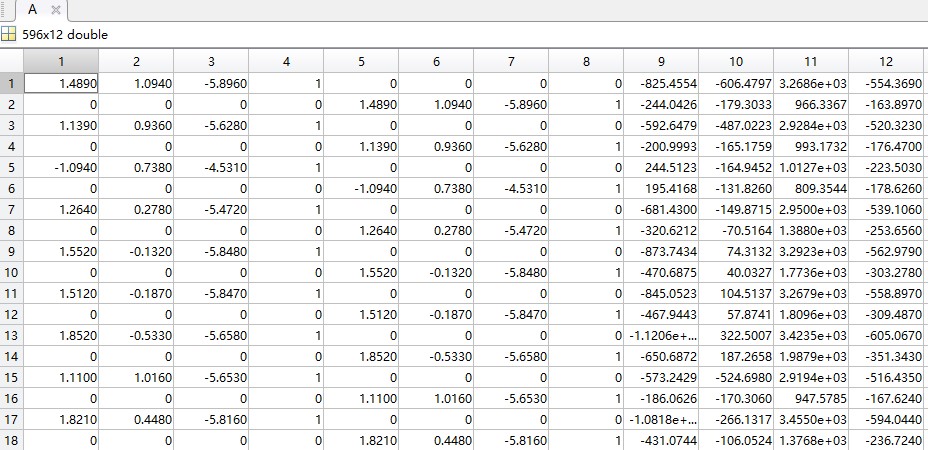 A
596x12 double
1 2 3 4 5 6 7 8 9 10 11 12
1 1.4890 1.0940 -5.8960 1 0 0 0 0 -825.4554 -606.4797 3.2686e+03 -554.3690
2 0 0 0 0 1.4890 1.0940 -5.8960 1 -244.0426 -179.3033 966.3367 -163.8970
3 1.1390 0.9360 -5.6280 1 0 0 0 0 -592.6479 -487.0223 2.9284e+03 -520.3230
4 0 0 0 0 1.1390 0.9360 -5.6280 1 -200.9993 -165.1759 993.1732 -176.4700
5 -1.0940 0.7380 -4.5310 1 0 0 0 0 244.5123 -164.9452 1.0127e+03 -223.5030
6 0 0 0 0 -1.0940 0.7380 -4.5310 1 195.4168 -131.8260 809.3544 -178.6260
7 1.2640 0.2780 -5.4720 1 0 0 0 0 -681.4300 -149.8715 2.9500e+03 -539.1060
8 0 0 0 0 1.2640 0.2780 -5.4720 1 -320.6212 -70.5164 1.3880e+03 -253.6560
9 1.5520 -0.1320 -5.8480 1 0 0 0 0 -873.7434 74.3132 3.2923e+03 -562.9790
10 0 0 0 0 1.5520 -0.1320 -5.8480 1 -470.6875 40.0327 1.7736e+03 -303.2780
11 1.5120 -0.1870 -5.8470 1 0 0 0 0 -845.0523 104.5137 3.2679e+03 -558.8970
12 0 0 0 0 1.5120 -0.1870 -5.8470 1 -467.9443 57.8741 1.8096e+03 -309.4870
13 1.8520 -0.5330 -5.6580 1 0 0 0 0 -1.1206e+... 322.5007 3.4235e+03 -605.0670
14 0 0 0 0 1.8520 -0.5330 -5.6580 1 -650.6872 187.2658 1.9879e+03 -351.3430
15 1.1100 1.0160 -5.6530 1 0 0 0 0 -573.2429 -524.6980 2.9194e+03 -516.4350
16 0 0 0 0 1.1100 1.0160 -5.6530 1 -186.0626 -170.3060 947.5785 -167.6240
17 1.8210 0.4480 -5.8160 1 0 0 0 0 -1.0818e+... -266.1317 3.4550e+03 -594.0440
18 0 0 0 0 1.8210 0.4480 -5.8160 1 -431.0744 -106.0524 1.3768e+03 -236.7240